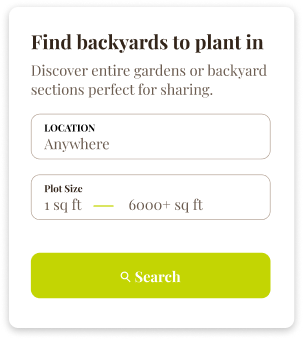 Find backyards to plant in
Discover entire gardens or backyard
sections perfect for sharing.
LOCATION
Anywhere
Plot Size
1 sq ft — 6000+ sq ft
Search